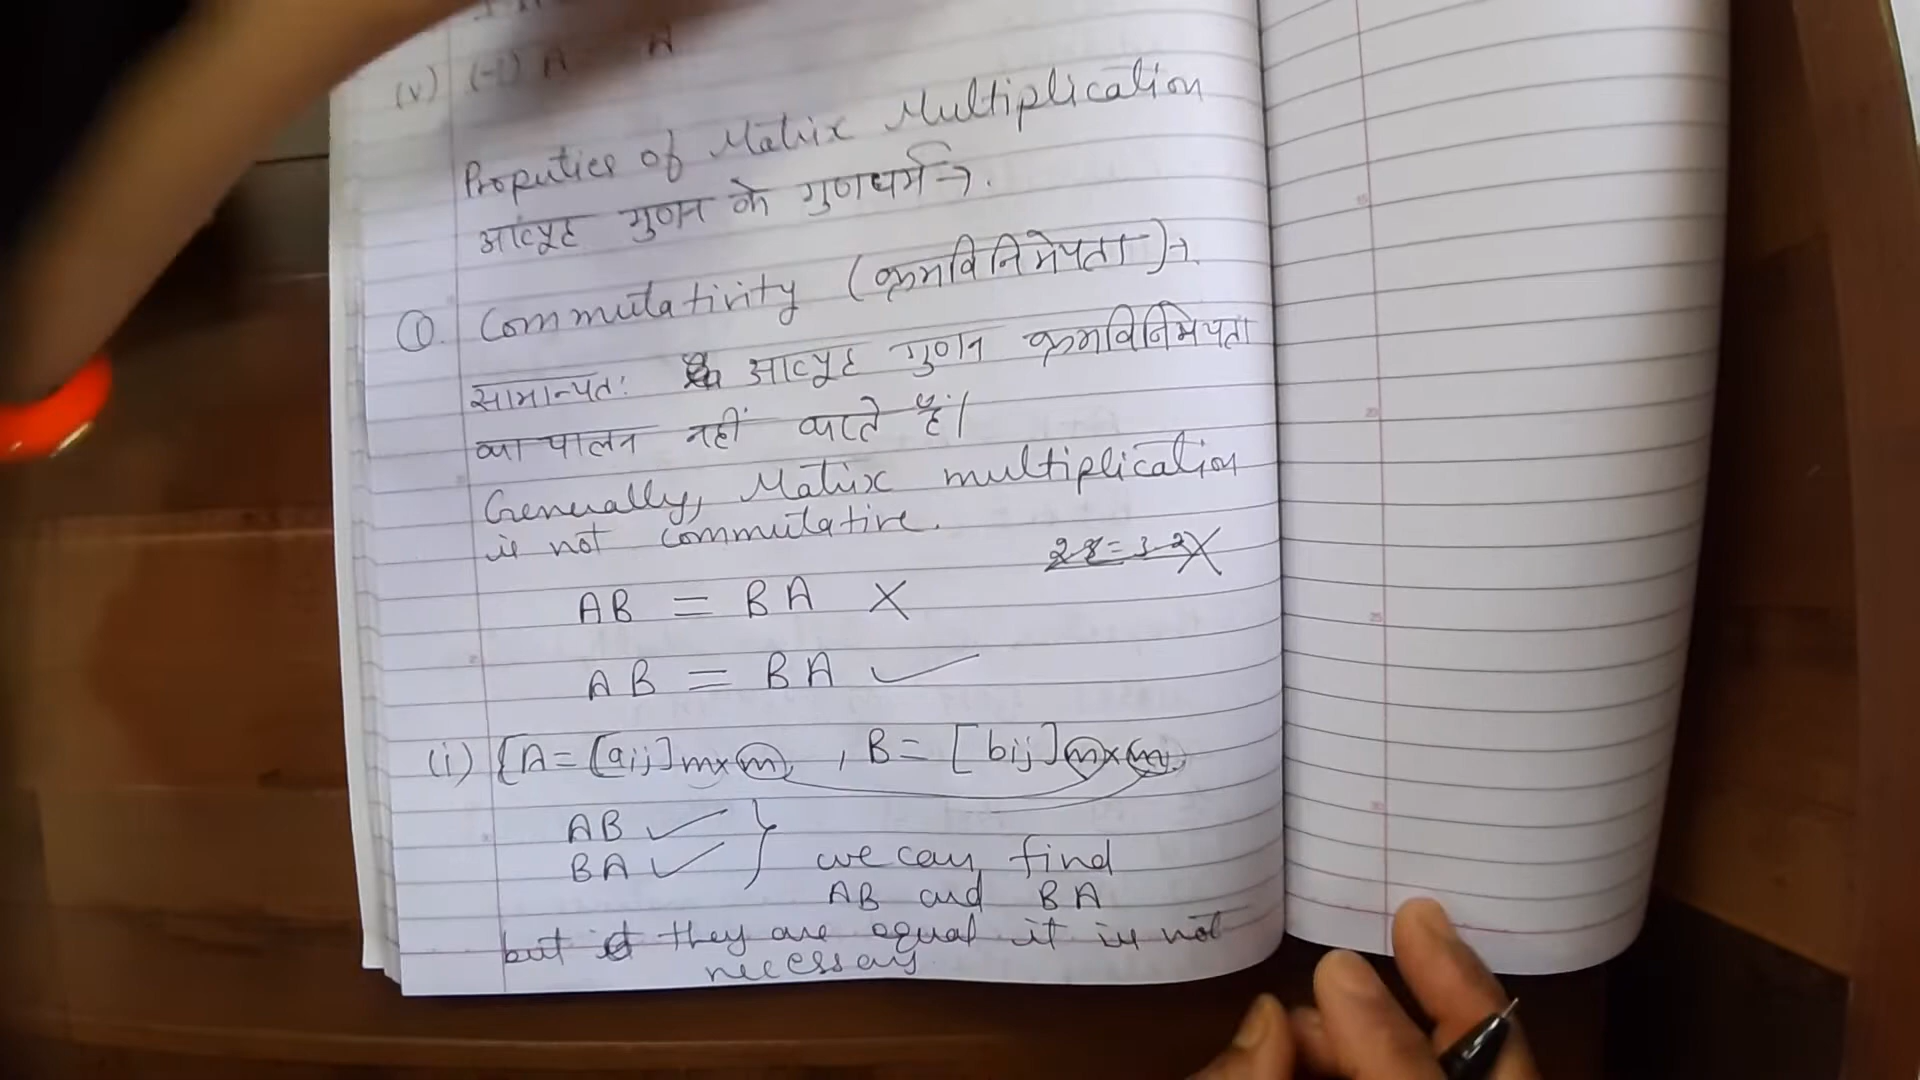 (v) (-1) A A
Properties of Matrix Multiplication
आव्यूह गुणन के गुणधर्म →.
① Commutativity (क्रमविनिमेयता) →
सामान्यत: आव्यूह गुणन क्रमविनिमेयता
का पालन नहीं करते हैं।
Generally, Matrix multiplication
is not commutative.
AB = BA X
AB = BA ✓
(i) [A = [aij]m×m , B = [bij]m×m
AB ✓
BA ✓ } we can find
AB and BA
but if they are equal it is not
necessary